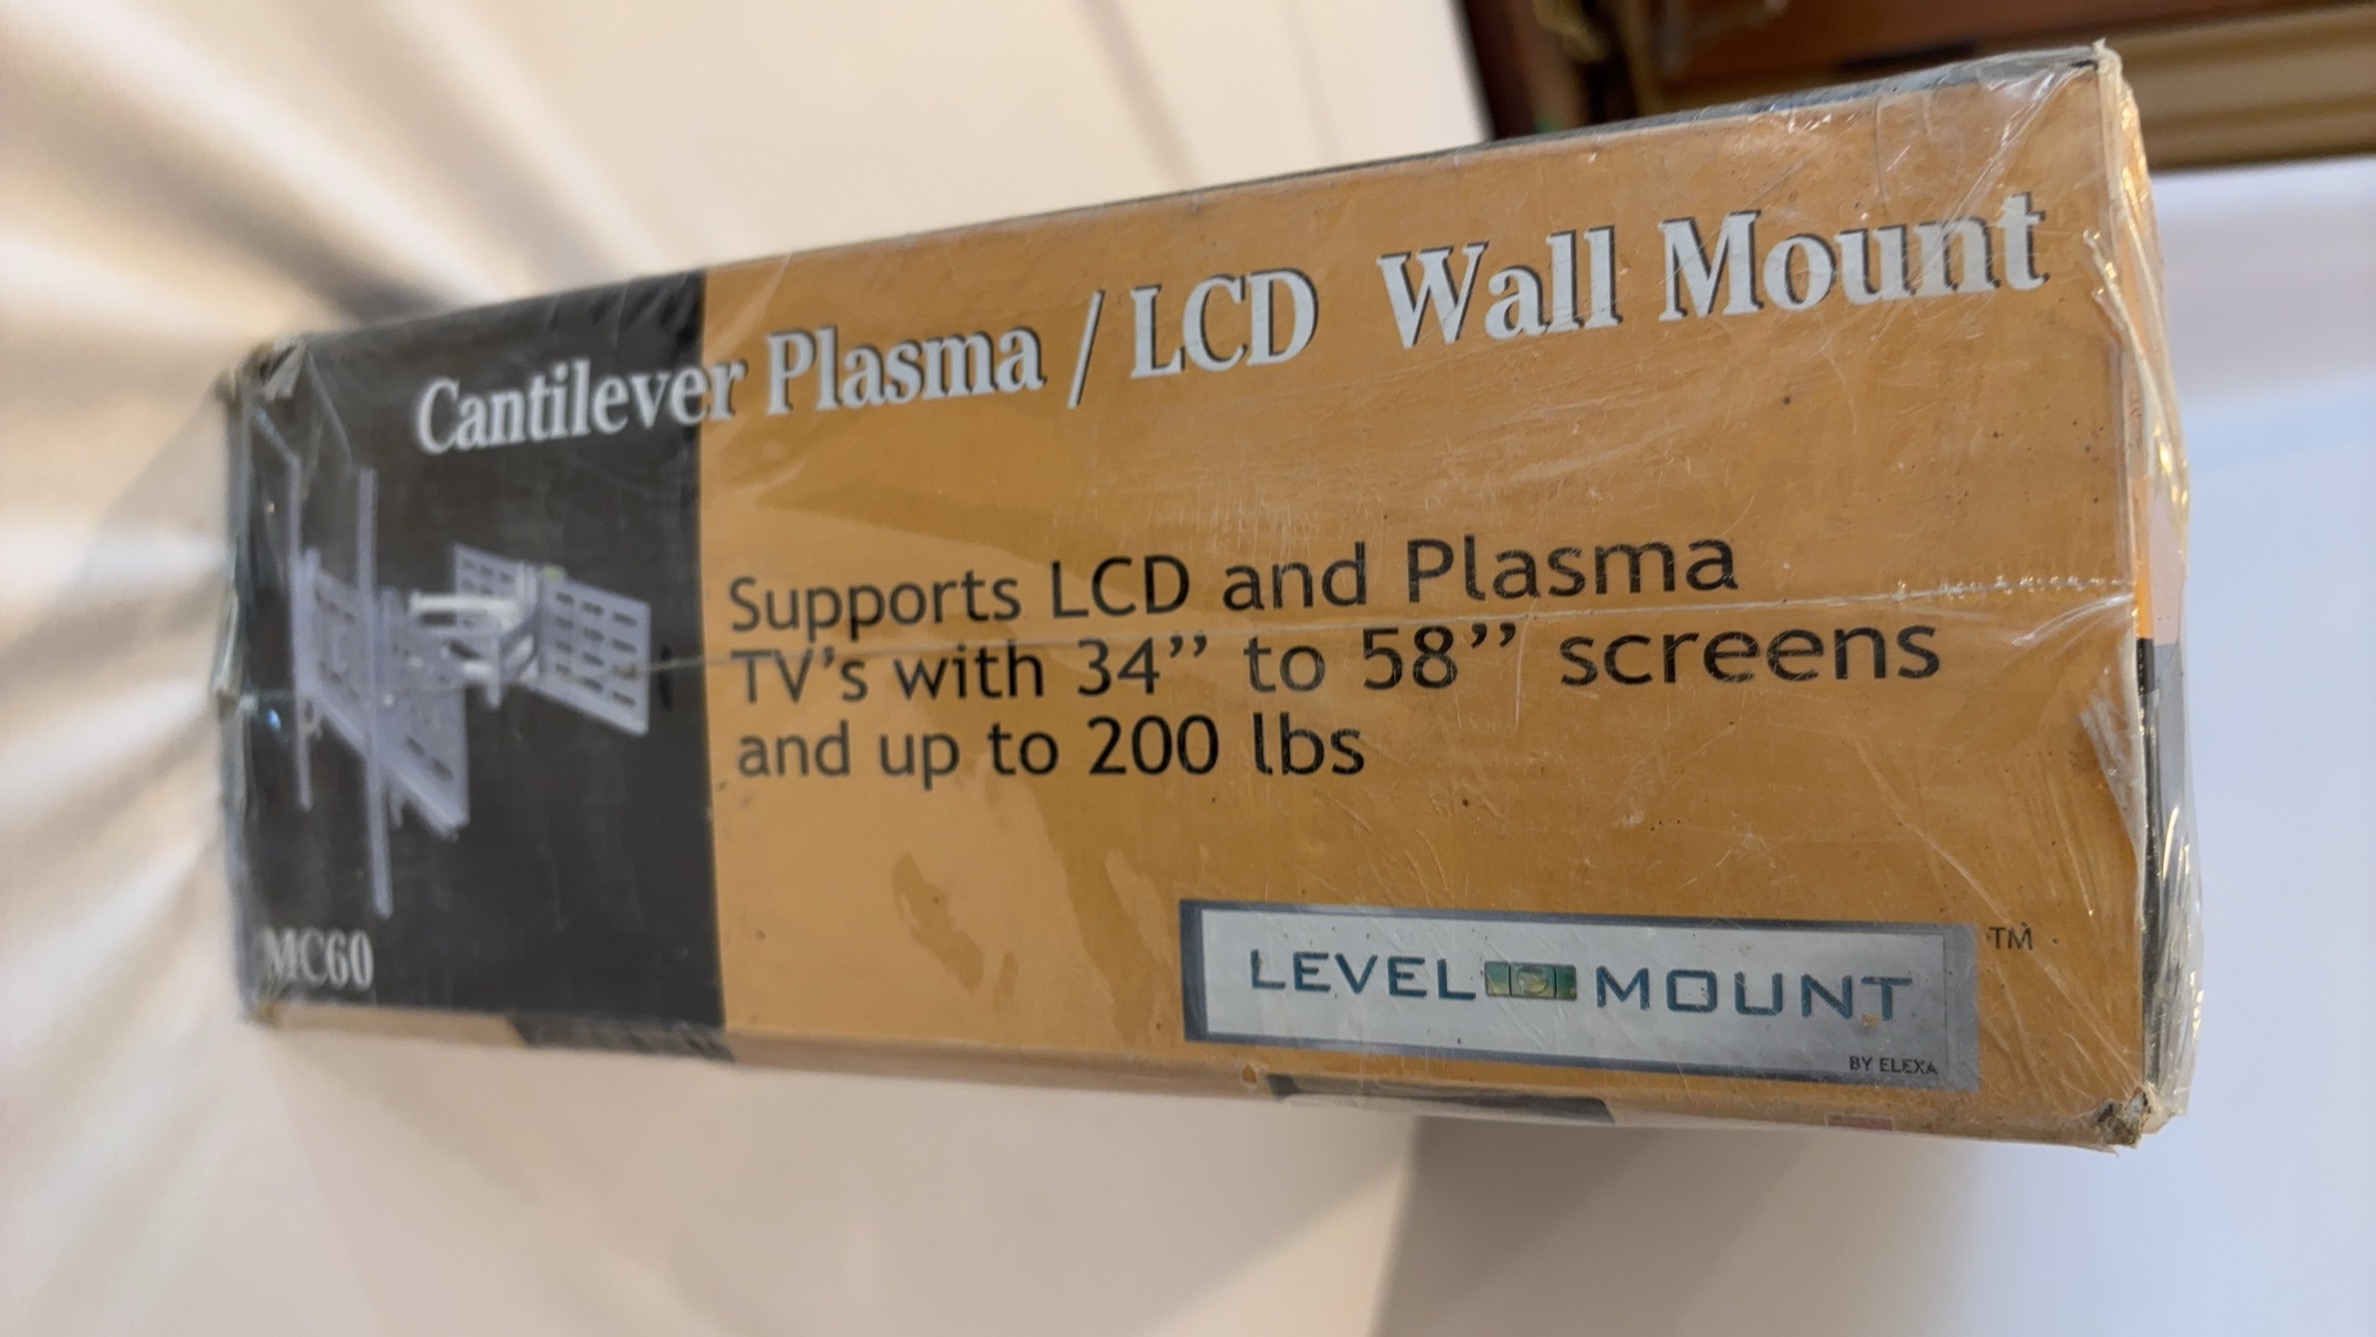 Cantilever Plasma / LCD Wall Mount
Supports LCD and Plasma
TV’s with 34’’ to 58’’ screens
and up to 200 lbs
MC60
LEVEL MOUNT TM
BY ELEXA